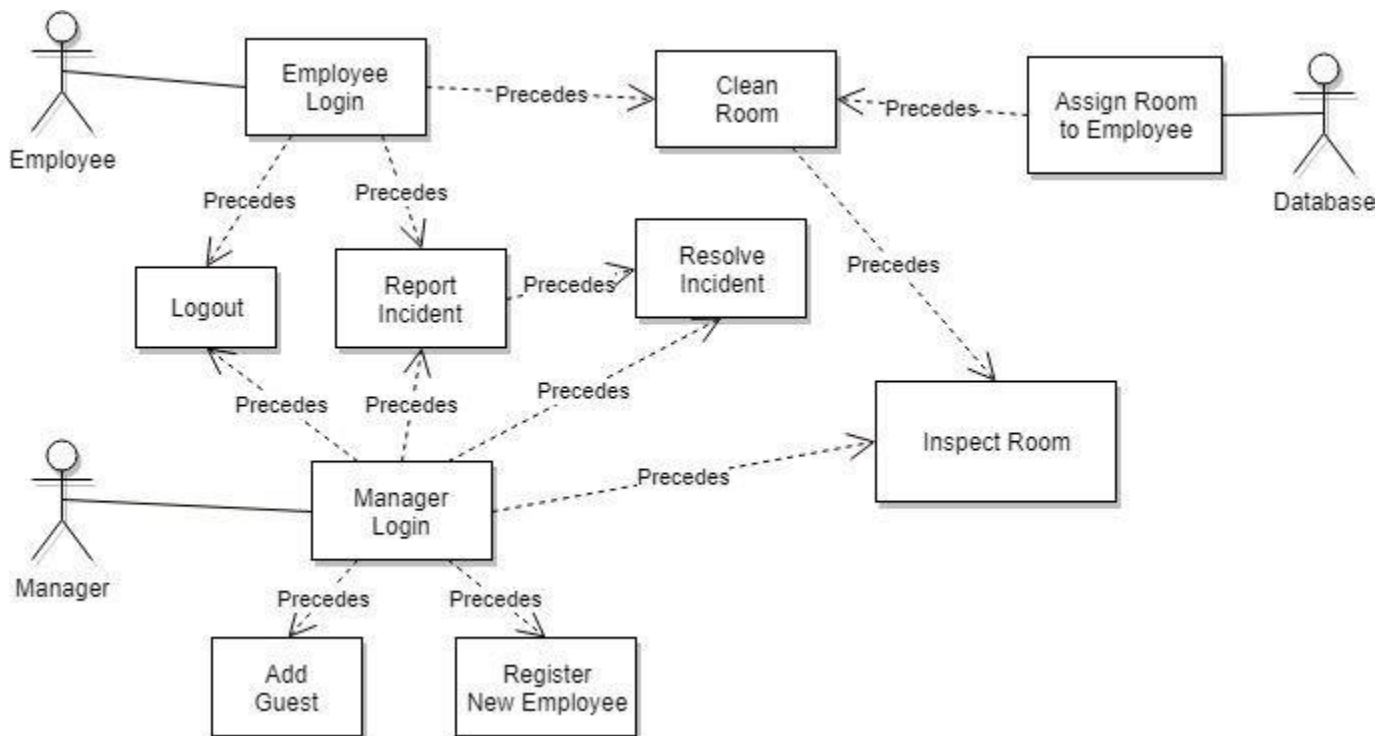 Employee
Login
Precedes
Clean
Room
Precedes
Assign Room
to Employee
Employee
Database
Precedes
Precedes
Logout
Report
Incident
Precedes
Resolve
Incident
Precedes
Precedes
Precedes
Precedes
Inspect Room
Manager
Login
Precedes
Manager
Precedes
Precedes
Add
Guest
Register
New Employee